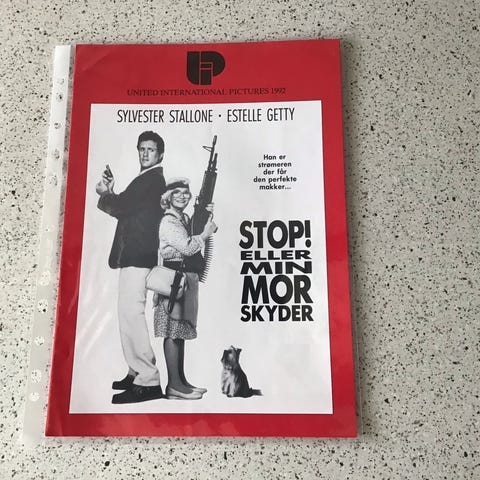 UNITED INTERNATIONAL PICTURES 1992
SYLVESTER STALLONE · ESTELLE GETTY
Han er
strømeren
der får
den perfekte
makker...
STOP!
ELLER
MIN
MOR
SKYDER